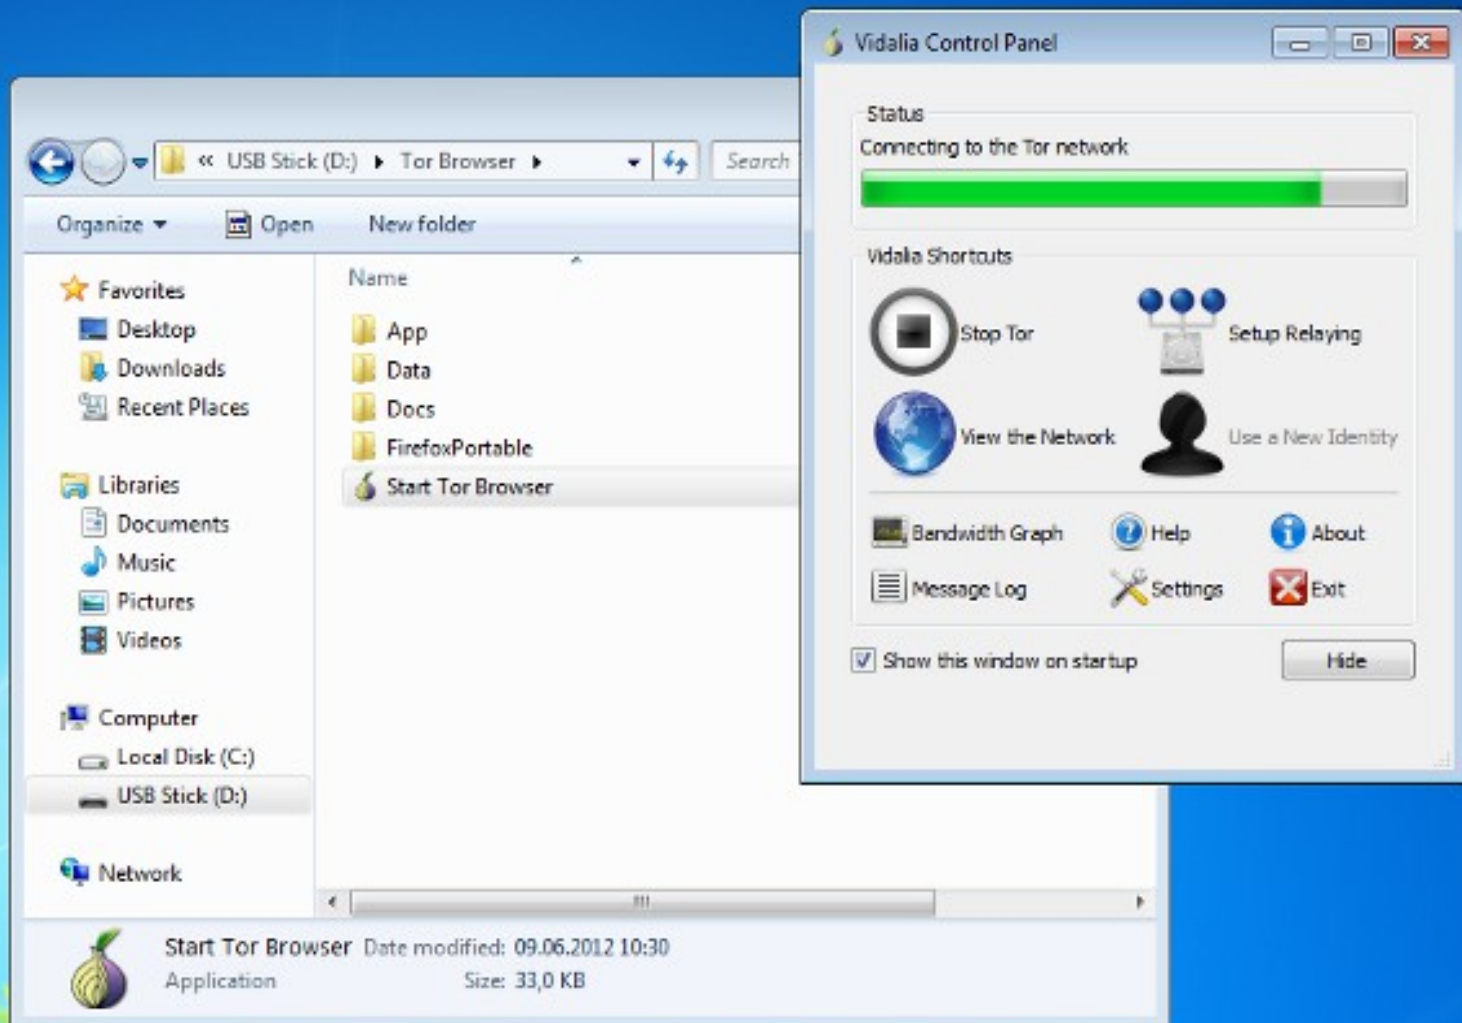 Vidalia Control Panel
Status
Connecting to the Tor network
Vidalia Shortcuts
Stop Tor
Setup Relaying
View the Network
Use a New Identity
Bandwidth Graph
Help
About
Message Log
Settings
Exit
Show this window on startup
Hide
« USB Stick (D:) Tor Browser
Search
Organize
Open
New folder
Favorites
Desktop
Downloads
Recent Places
Libraries
Documents
Music
Pictures
Videos
Computer
Local Disk (C:)
USB Stick (D:)
Network
Name
App
Data
Docs
FirefoxPortable
Start Tor Browser
Start Tor Browser Date modified: 09.06.2012 10:30
Application Size: 33,0 KB